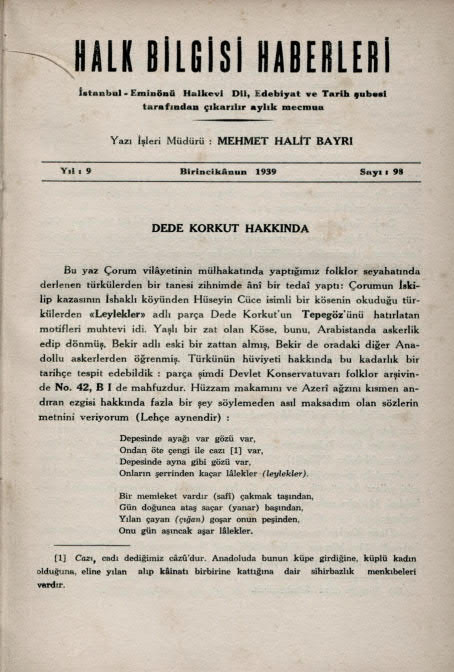 HALK BİLGİSİ HABERLERİ
İstanbul - Eminönü Halkevi Dil, Edebiyat ve Tarih şubesi
tarafından çıkarılır aylık mecmua
Yazı İşleri Müdürü : MEHMET HALİT BAYRI
Yıl : 9 Birincikânun 1939 Sayı : 98
DEDE KORKUT HAKKINDA
Bu yaz Çorum vilâyetinin mülhakatında yaptığımız folklor seyahatında
derlenen türkülerden bir tanesi zihnimde ânî bir tedaî yaptı: Çorumun İski-
lip kazasının İshaklı köyünden Hüseyin Cüce isimli bir kösenin okuduğu tür-
külerden «Leylekler» adlı parça Dede Korkut'un Tepegöz'ünü hatırlatan
motifleri muhtevi idi. Yaşlı bir zat olan Köse, bunu, Arabistanda askerlik
edip dönmüş, Bekir adlı eski bir zattan almış, Bekir de oradaki diğer Ana-
dollu askerlerden öğrenmiş. Türkünün hüviyeti hakkında bu kadarlık bir
tarihçe tespit edebildik : parça şimdi Devlet Konservatuvarı folklor arşivin-
de No. 42, B I de mahfuzdur. Hüzzam makamını ve Azerî ağzını kısmen an-
dıran ezgisi hakkında fazla bir şey söylemeden asıl maksadım olan sözlerin
metnini veriyorum (Lehçe aynendir) :
Depesinde ayağı var gözü var,
Ondan öte çengi ile cazı [1] var,
Depesinde ayna gibi gözü var,
Onların şerrinden kaçar lâlekler (leylekler).
Bir memleket vardır (safi) çakmak taşından,
Gün doğunca ataş saçar (yanar) başından,
Yılan çayan (çığan) goşar onun peşinden,
Onu gün aşıncak aşar lâlekler.
[1] Cazı, cadı dediğimiz câzû'dur. Anadoluda bunun küpe girdiğine, küplü kadın
olduğuna, eline yılan alıp kâinatı birbirine kattığına dair sihirbazlık menkıbeleri
vardır.